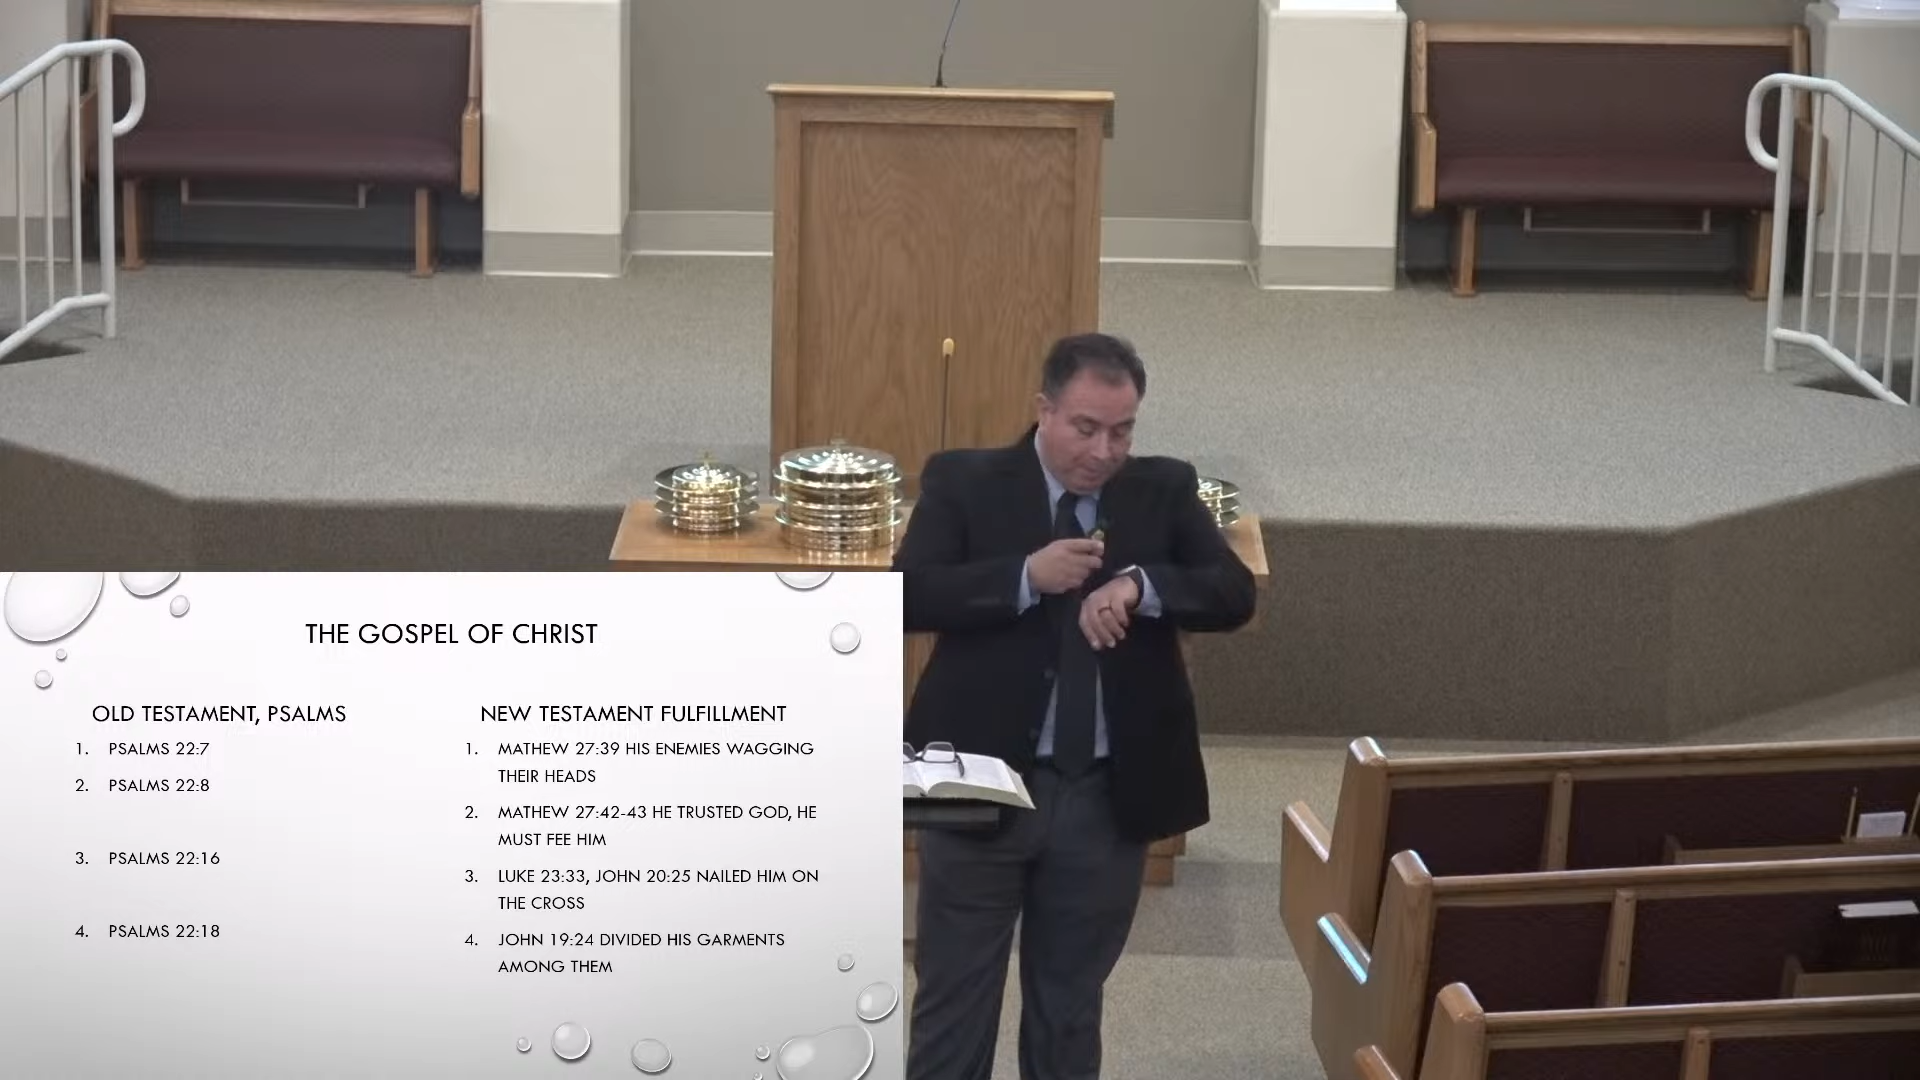 THE GOSPEL OF CHRIST
OLD TESTAMENT, PSALMS
1. PSALMS 22:7
2. PSALMS 22:8
3. PSALMS 22:16
4. PSALMS 22:18
NEW TESTAMENT FULFILLMENT
1. MATHEW 27:39 HIS ENEMIES WAGGING
THEIR HEADS
2. MATHEW 27:42-43 HE TRUSTED GOD, HE
MUST FEE HIM
3. LUKE 23:33, JOHN 20:25 NAILED HIM ON
THE CROSS
4. JOHN 19:24 DIVIDED HIS GARMENTS
AMONG THEM